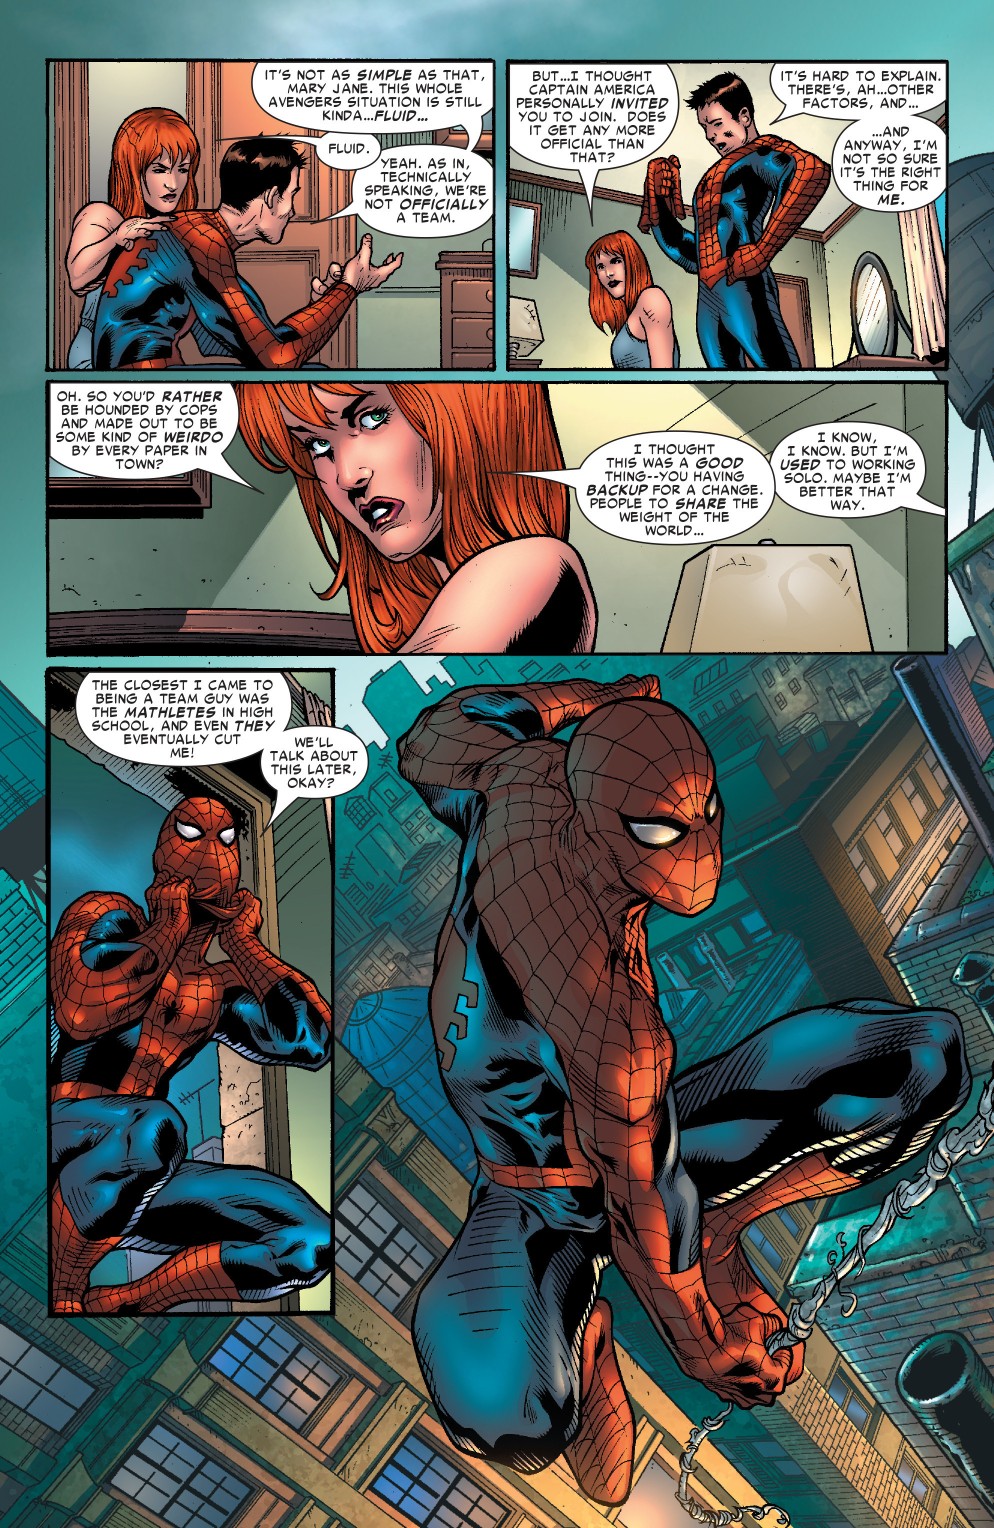 IT'S NOT AS SIMPLE AS THAT,
MARY JANE. THIS WHOLE
AVENGERS SITUATION IS STILL
KINDA...FLUID...
FLUID.
YEAH. AS IN,
TECHNICALLY
SPEAKING, WE'RE
NOT OFFICIALLY
A TEAM.
BUT...I THOUGHT
CAPTAIN AMERICA
PERSONALLY INVITED
YOU TO JOIN. DOES
IT GET ANY MORE
OFFICIAL THAN
THAT?
IT'S HARD TO EXPLAIN.
THERE'S, AH...OTHER
FACTORS, AND...
...AND
ANYWAY, I'M
NOT SO SURE
IT'S THE RIGHT
THING FOR
ME.
OH. SO YOU'D RATHER
BE HOUNDED BY COPS
AND MADE OUT TO BE
SOME KIND OF WEIRDO
BY EVERY PAPER IN
TOWN?
I THOUGHT
THIS WAS A GOOD
THING--YOU HAVING
BACKUP FOR A CHANGE.
PEOPLE TO SHARE THE
WEIGHT OF THE
WORLD...
I KNOW,
I KNOW. BUT I'M
USED TO WORKING
SOLO. MAYBE I'M
BETTER THAT
WAY.
THE CLOSEST I CAME TO
BEING A TEAM GUY WAS
THE MATHLETES IN HIGH
SCHOOL, AND EVEN THEY
EVENTUALLY CUT
ME!
WE'LL
TALK ABOUT
THIS LATER,
OKAY?